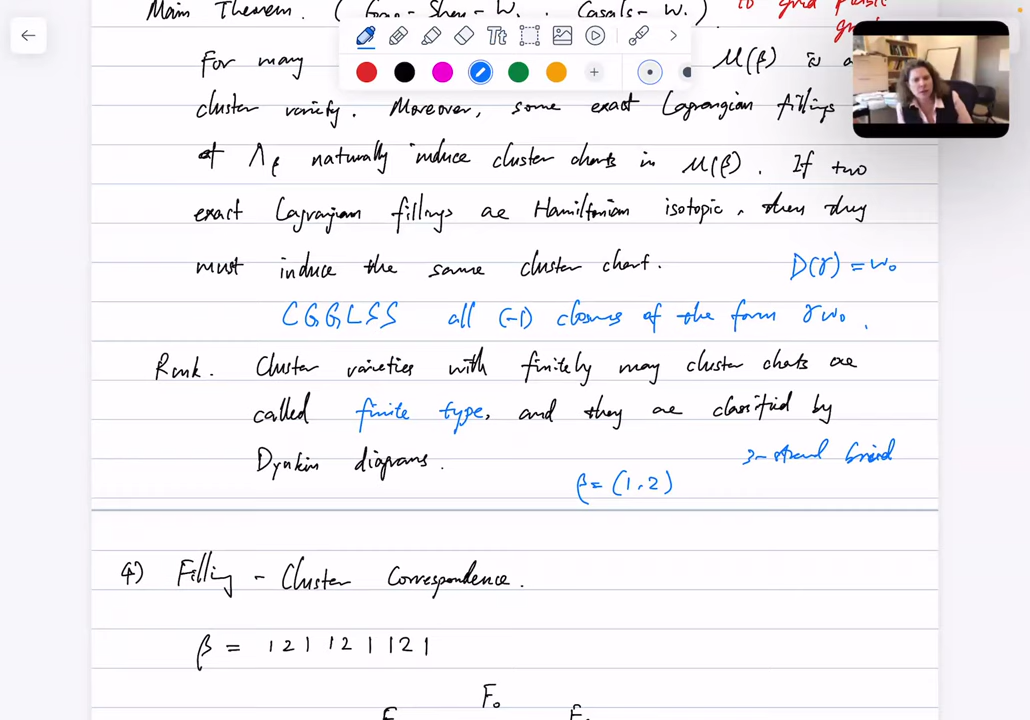 Main Theorem. ( - Shen - W. Casals - W. ) to grid plabic
For many M(β) is a
cluster variety. Moreover, some exact Lagrangian fillings
of Λβ naturally induce cluster charts in M(β). If two
exact Lagrangian fillings are Hamiltonian isotopic, then they
must induce the same cluster chart. D(γ) = w₀
CGGLSS all (-1) closures of the form γw₀.
Rmk. Cluster varieties with finitely many cluster charts are
called finite type, and they are classified by
Dynkin diagrams. 3-strand braid
β = (1,2)
4) Filling - Cluster Correspondence.
β = 121 121 121
F₀